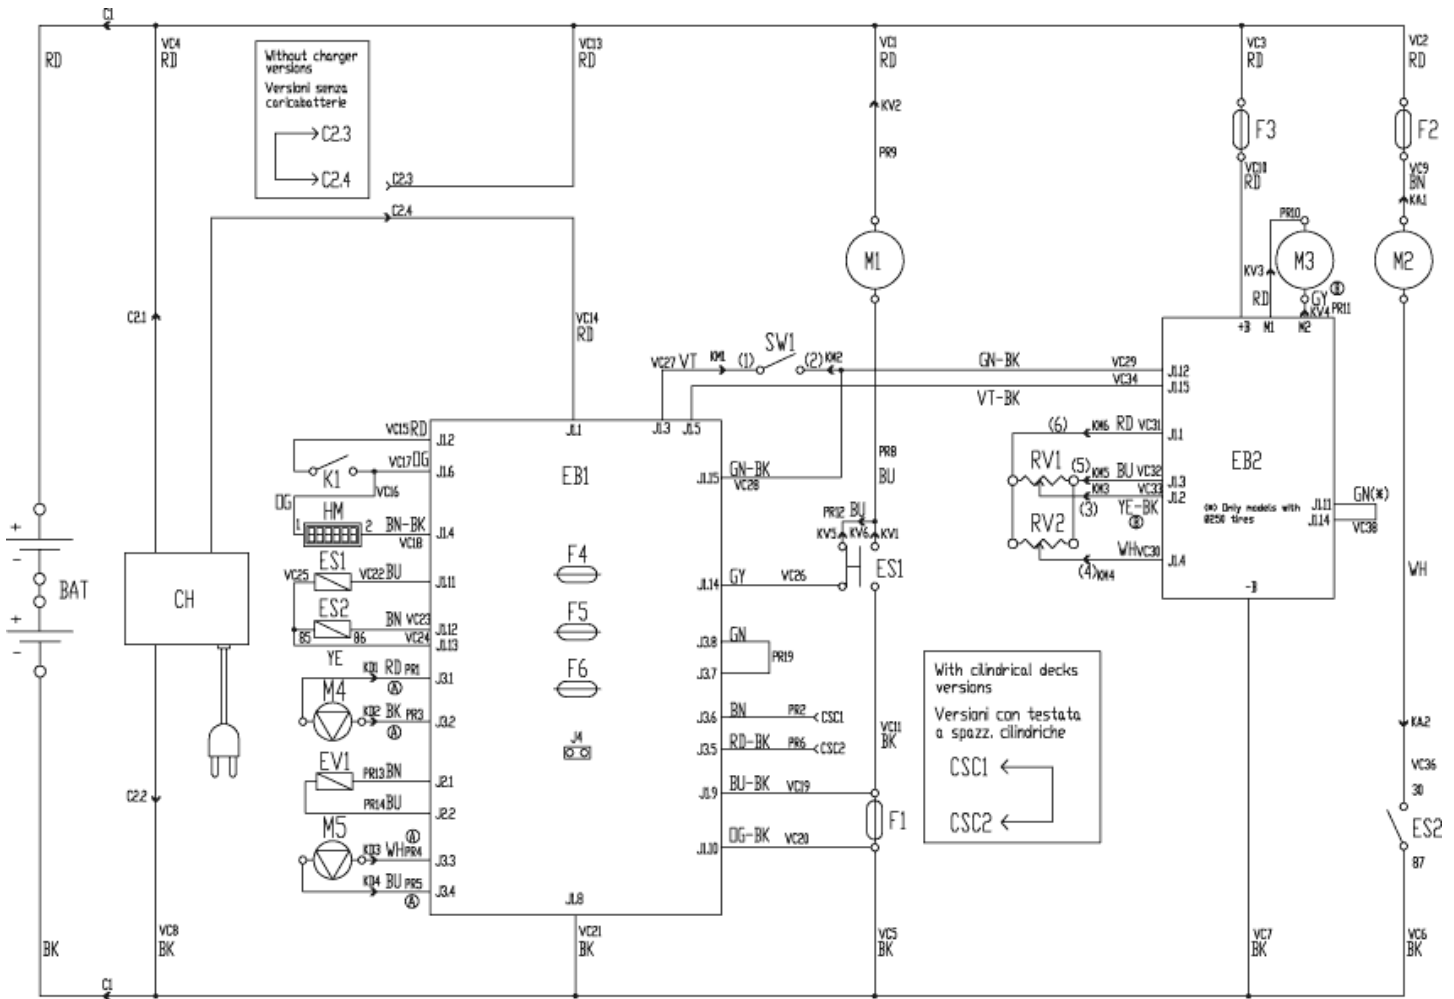 C1
RD
VC4
RD
Without charger
versions
Versioni senza
caricabatterie
C2.3
C2.4
VC13
RD
VC1
RD
VC3
RD
VC2
RD
KV2
F3
F2
PR9
C2.3
VC10
RD
VC9
BN
KA1
C2.4
PR10
M1
M3
M2
KV3
RD
GY
KV4
PR11
C2.1
VC14
RD
+B
M1
M2
SW1
VC27
VT
KM1
(1)
(2)
KM2
GN-BK
VC29
J1.12
VC34
J1.15
VT-BK
VC15
RD
J1.2
J1.1
J1.3
J1.5
(6)
KM6
RD
VC31
J1.1
PR8
BU
K1
VC17
OG
J1.6
EB1
GN-BK
J1.15
VC28
RV1
(5)
KM5
BU
VC32
J1.3
EB2
VC16
OG
KM3
VC33
J1.2
(3)
YE-BK
J1.11
GN(*)
HM
1
2
BN-BK
J1.4
VC18
PR12
BU
KV5
KV6
KV1
RV2
(*) Only models with
Ø250 tires
J1.14
VC38
ES1
VC25
VC22
BU
J1.11
F4
GY
J1.14
VC26
ES1
WH
VC30
J1.4
(4)
KM4
-B
WH
BAT
CH
ES2
BN
VC23
J1.12
85
86
VC24
J1.13
YE
F5
GN
J3.8
PR19
J3.7
KD1
RD
PR1
J3.1
A
M4
KD2
BK
PR3
J3.2
A
F6
BN
PR2
CSC1
J3.6
RD-BK
PR6
CSC2
J3.5
J4
With cilindrical decks
versions
Versioni con testata
a spazz. cilindriche
CSC1
CSC2
VC11
BK
KA2
EV1
PR13
BN
J2.1
PR14
BU
J2.2
BU-BK
VC19
J1.9
F1
VC36
30
ES2
87
C2.2
M5
A
KD3
WH
PR4
J3.3
KD4
BU
PR5
J3.4
A
OG-BK
VC20
J1.10
J1.8
BK
VC8
BK
VC21
BK
VC5
BK
VC7
BK
VC6
BK
C1